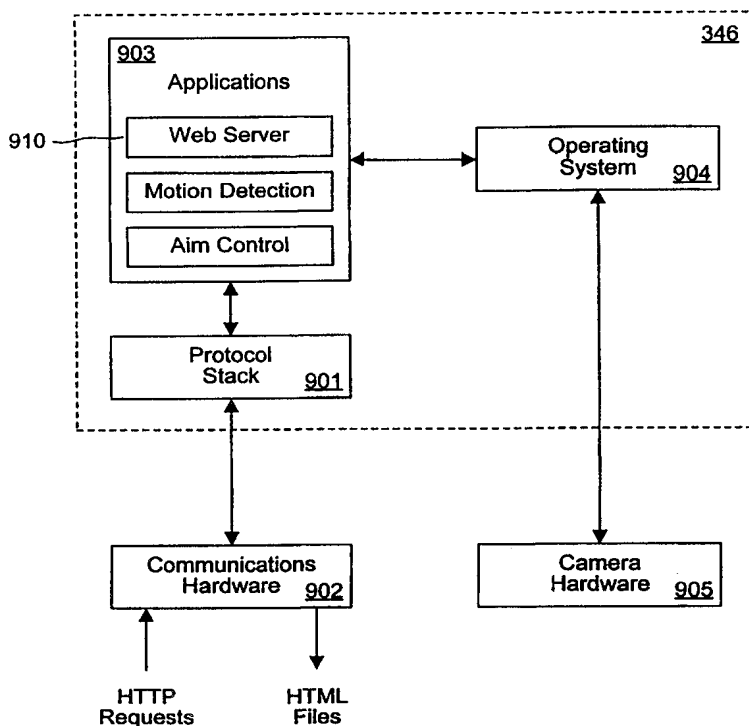 346
903
Applications
910
Web Server
Motion Detection
Aim Control
Operating
System
904
Protocol
Stack
901
Communications
Hardware
902
Camera
Hardware
905
HTTP
Requests
HTML
Files